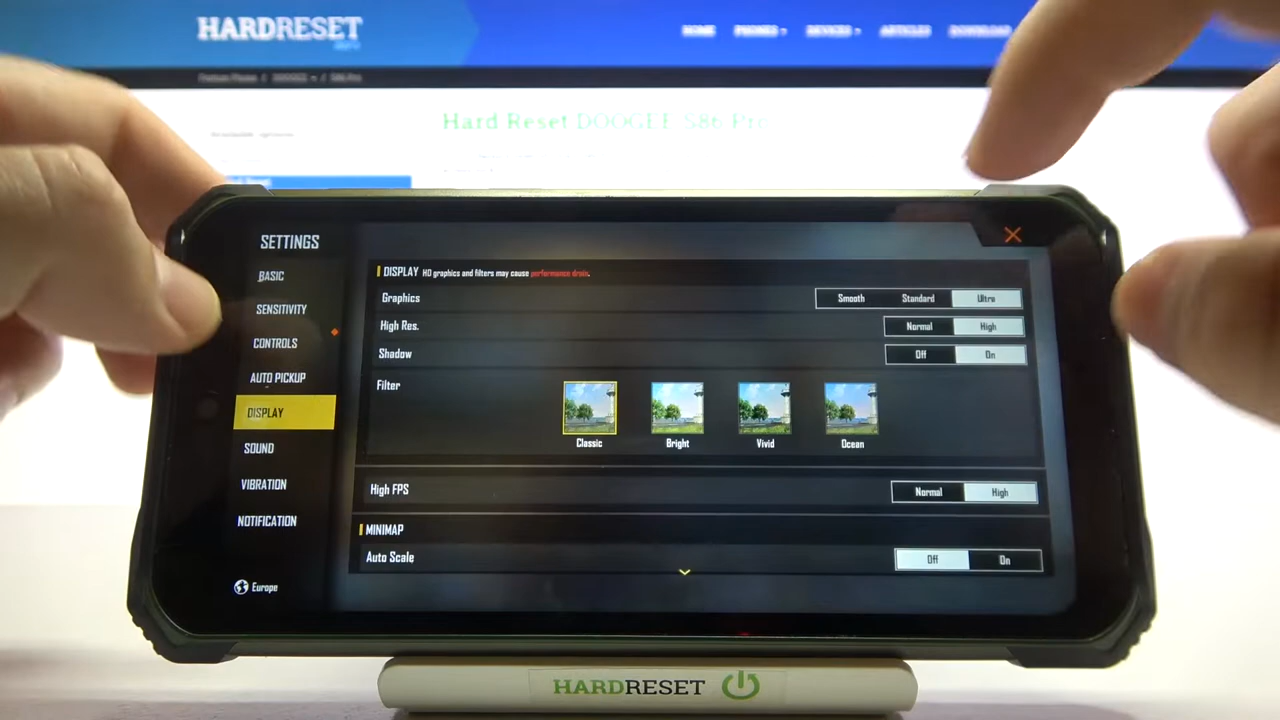 HARDRESET
HOME PHONES DEVICES ARTICLES DOWNLOAD
Hard Reset DOOGEE S86 Pro
SETTINGS
BASIC
SENSITIVITY
CONTROLS
AUTO PICKUP
DISPLAY
SOUND
VIBRATION
NOTIFICATION
Europe
DISPLAY HD graphics and filters may cause performance drain.
Graphics Smooth Standard Ultra
High Res. Normal High
Shadow Off On
Filter
Classic Bright Vivid Ocean
High FPS Normal High
MINIMAP
Auto Scale Off On
HARDRESET